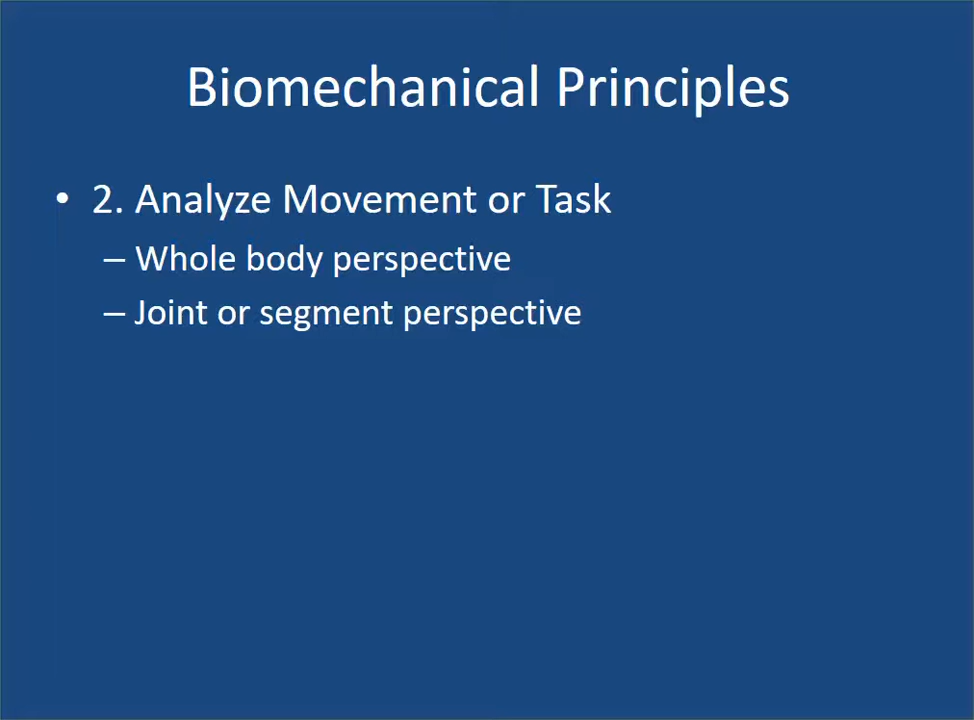 Biomechanical Principles
• 2. Analyze Movement or Task
– Whole body perspective
– Joint or segment perspective